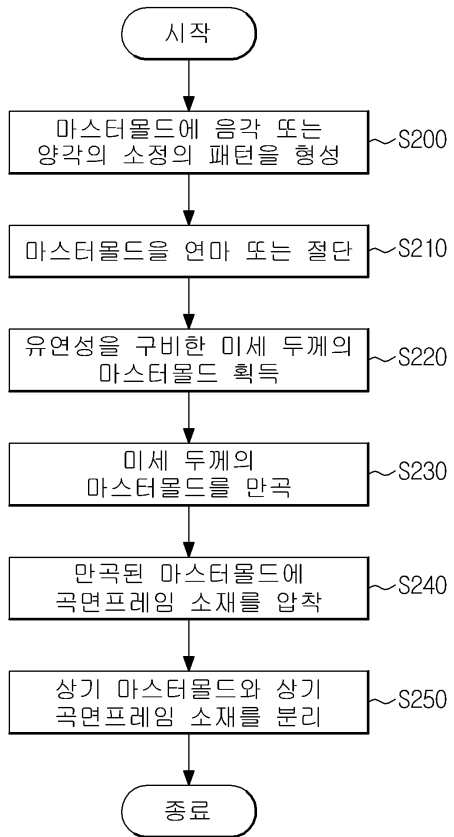 시작
마스터몰드에 음각 또는
양각의 소정의 패턴을 형성
S200
마스터몰드을 연마 또는 절단
S210
유연성을 구비한 미세 두께의
마스터몰드 획득
S220
미세 두께의
마스터몰드를 만곡
S230
만곡된 마스터몰드에
곡면프레임 소재를 압착
S240
상기 마스터몰드와 상기
곡면프레임 소재를 분리
S250
종료